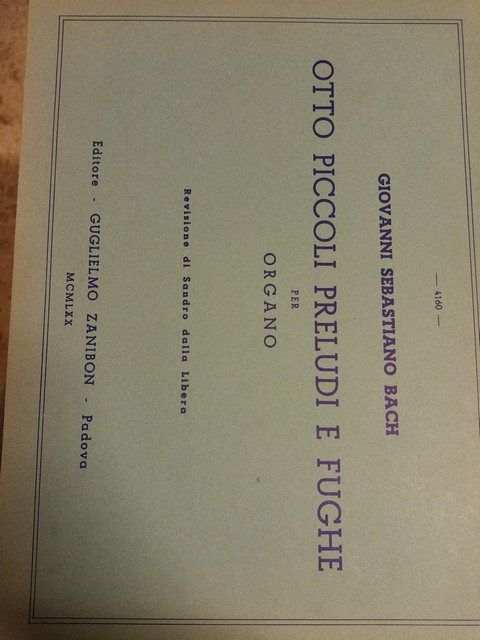 — 4160 —
GIOVANNI SEBASTIANO BACH
OTTO PICCOLI PRELUDI E FUGHE
PER
ORGANO
Revisione di Sandro dalla Libera
Editore - GUGLIELMO ZANIBON - Padova
MCMLXX